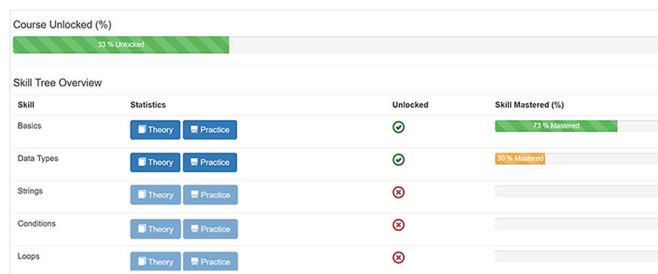 Course Unlocked (%)
33 % Unlocked
Skill Tree Overview
Skill Statistics Unlocked Skill Mastered (%)
Basics Theory Practice 73 % Mastered
Data Types Theory Practice 30 % Mastered
Strings Theory Practice
Conditions Theory Practice
Loops Theory Practice